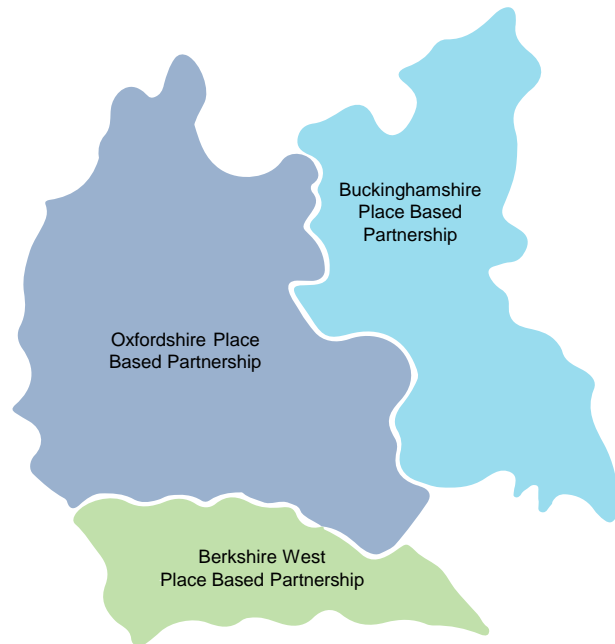 Buckinghamshire
Place Based
Partnership
Oxfordshire Place
Based Partnership
Berkshire West
Place Based Partnership